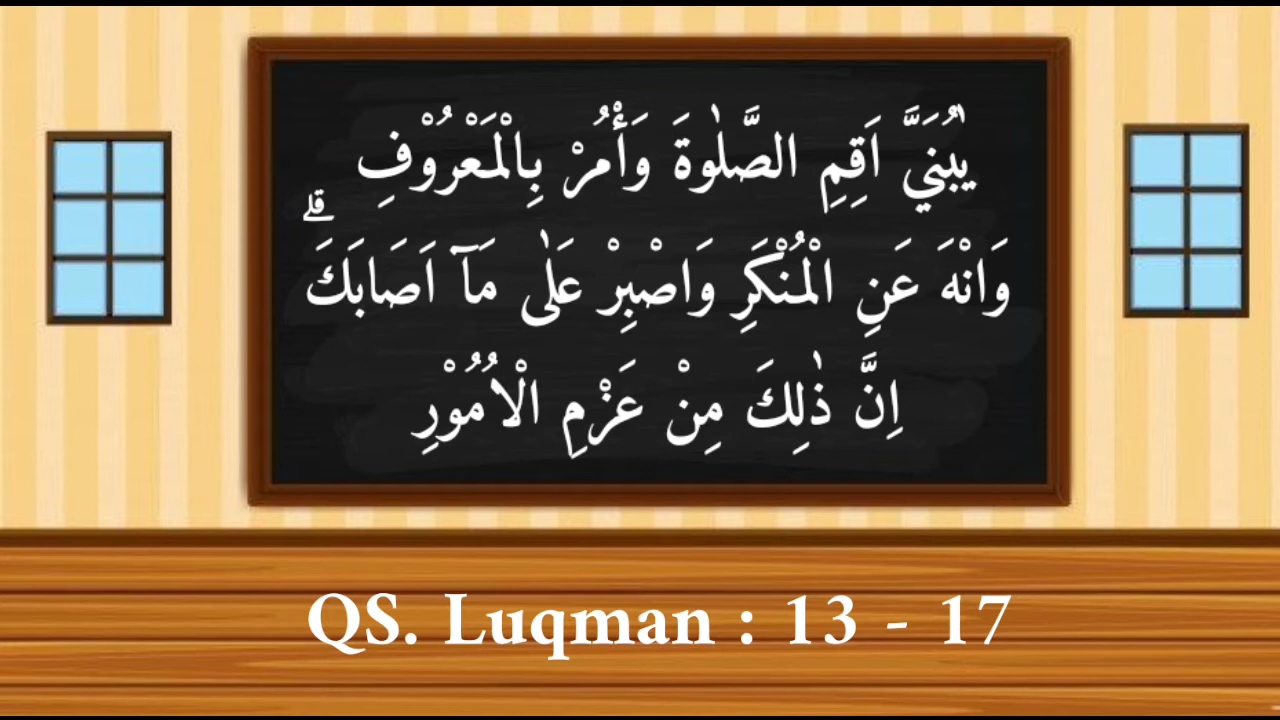 يٰبُنَيَّ اَقِمِ الصَّلٰوةَ وَأْمُرْ بِالْمَعْرُوْفِ
وَانْهَ عَنِ الْمُنْكَرِ وَاصْبِرْ عَلٰى مَآ اَصَابَكَۗ
اِنَّ ذٰلِكَ مِنْ عَزْمِ الْاُمُوْرِ
QS. Luqman : 13 - 17